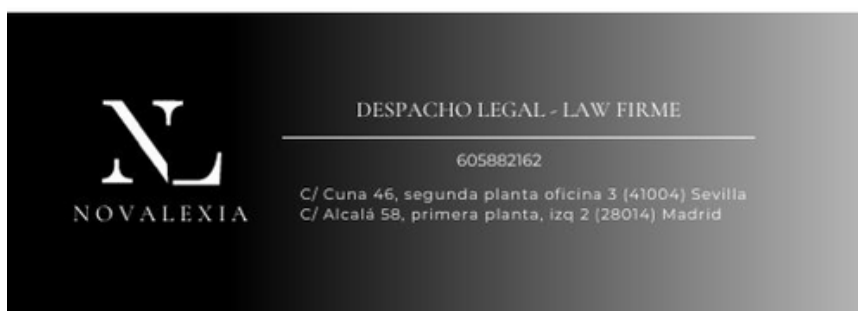 NL
NOVALEXIA
DESPACHO LEGAL - LAW FIRME
605882162
C/ Cuna 46, segunda planta oficina 3 (41004) Sevilla
C/ Alcalá 58, primera planta, izq 2 (28014) Madrid